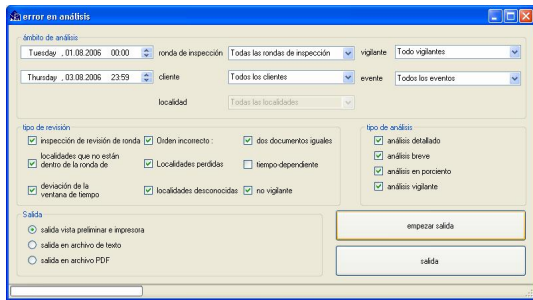 error en análisis
ámbito de análisis
Tuesday , 01.08.2006 00:00 ronda de inspección Todas las rondas de inspección vigilante Todo vigilantes
Thursday , 03.08.2006 23:59 cliente Todos los clientes evente Todos los eventos
localidad Todas las localidades
tipo de revisión
inspección de revisión de ronda Orden incorrecto : dos documentos iguales
localidades que no están
dentro de la ronda de Localidades perdidas tiempo-dependiente
deviación de la
ventana de tiempo localidades desconocidas no vigilante
tipo de análisis
análisis detallado
análisis breve
análisis en porciento
análisis vigilante
Salida
salida vista preliminar e impresora
salida en archivo de texto
salida en archivo PDF
empezar salida
salida